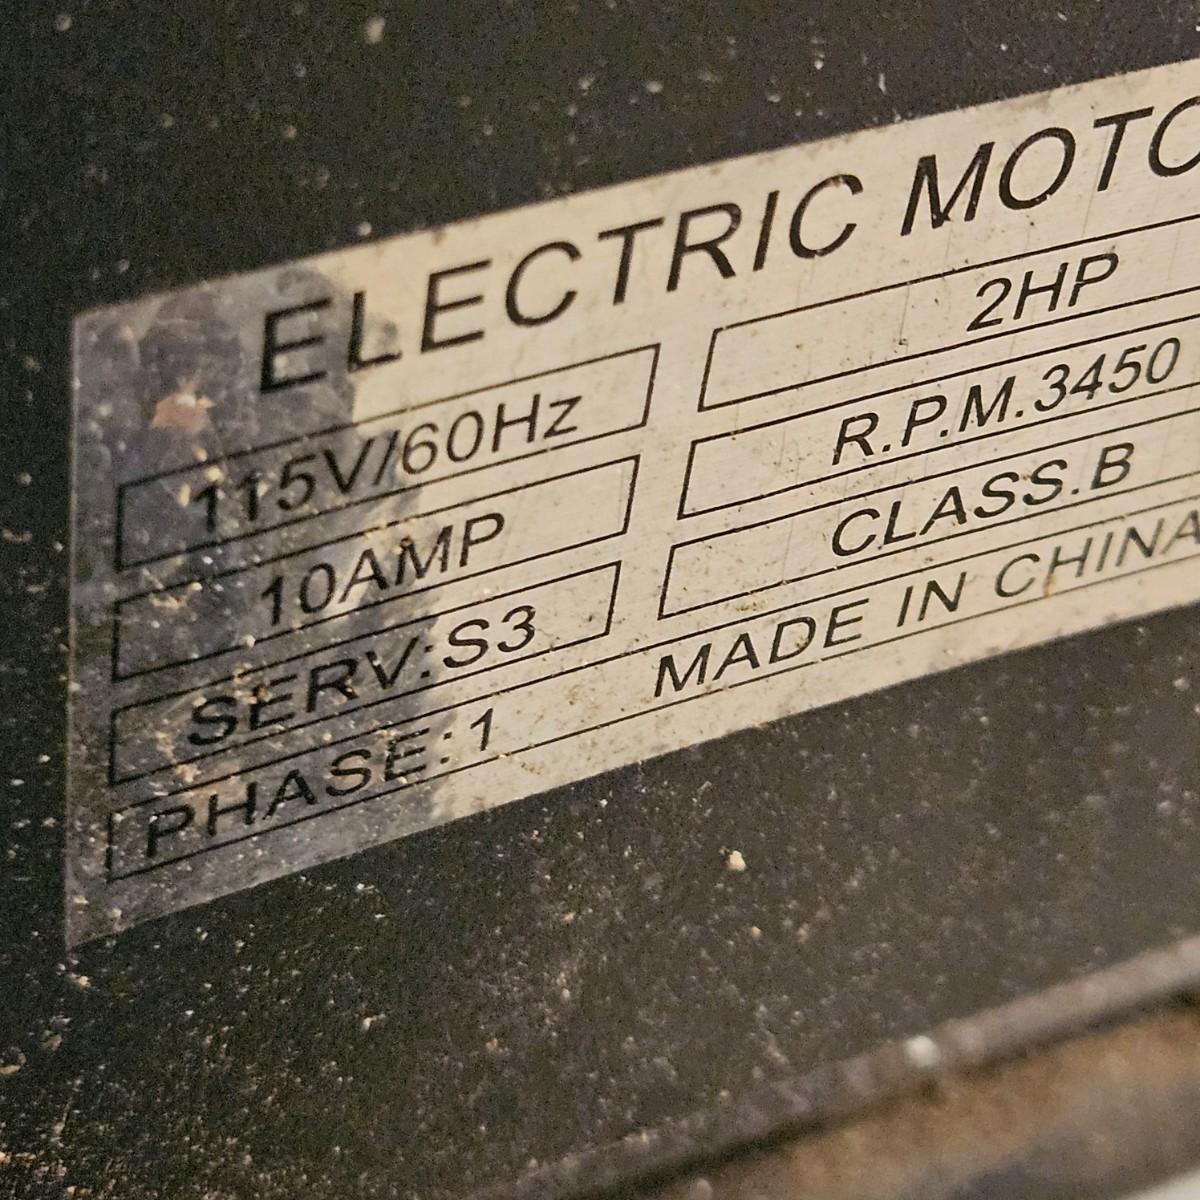 ELECTRIC MOTO
115V/60Hz 2HP
10AMP R.P.M.3450
SERV:S3 CLASS.B
PHASE:1 MADE IN CHINA